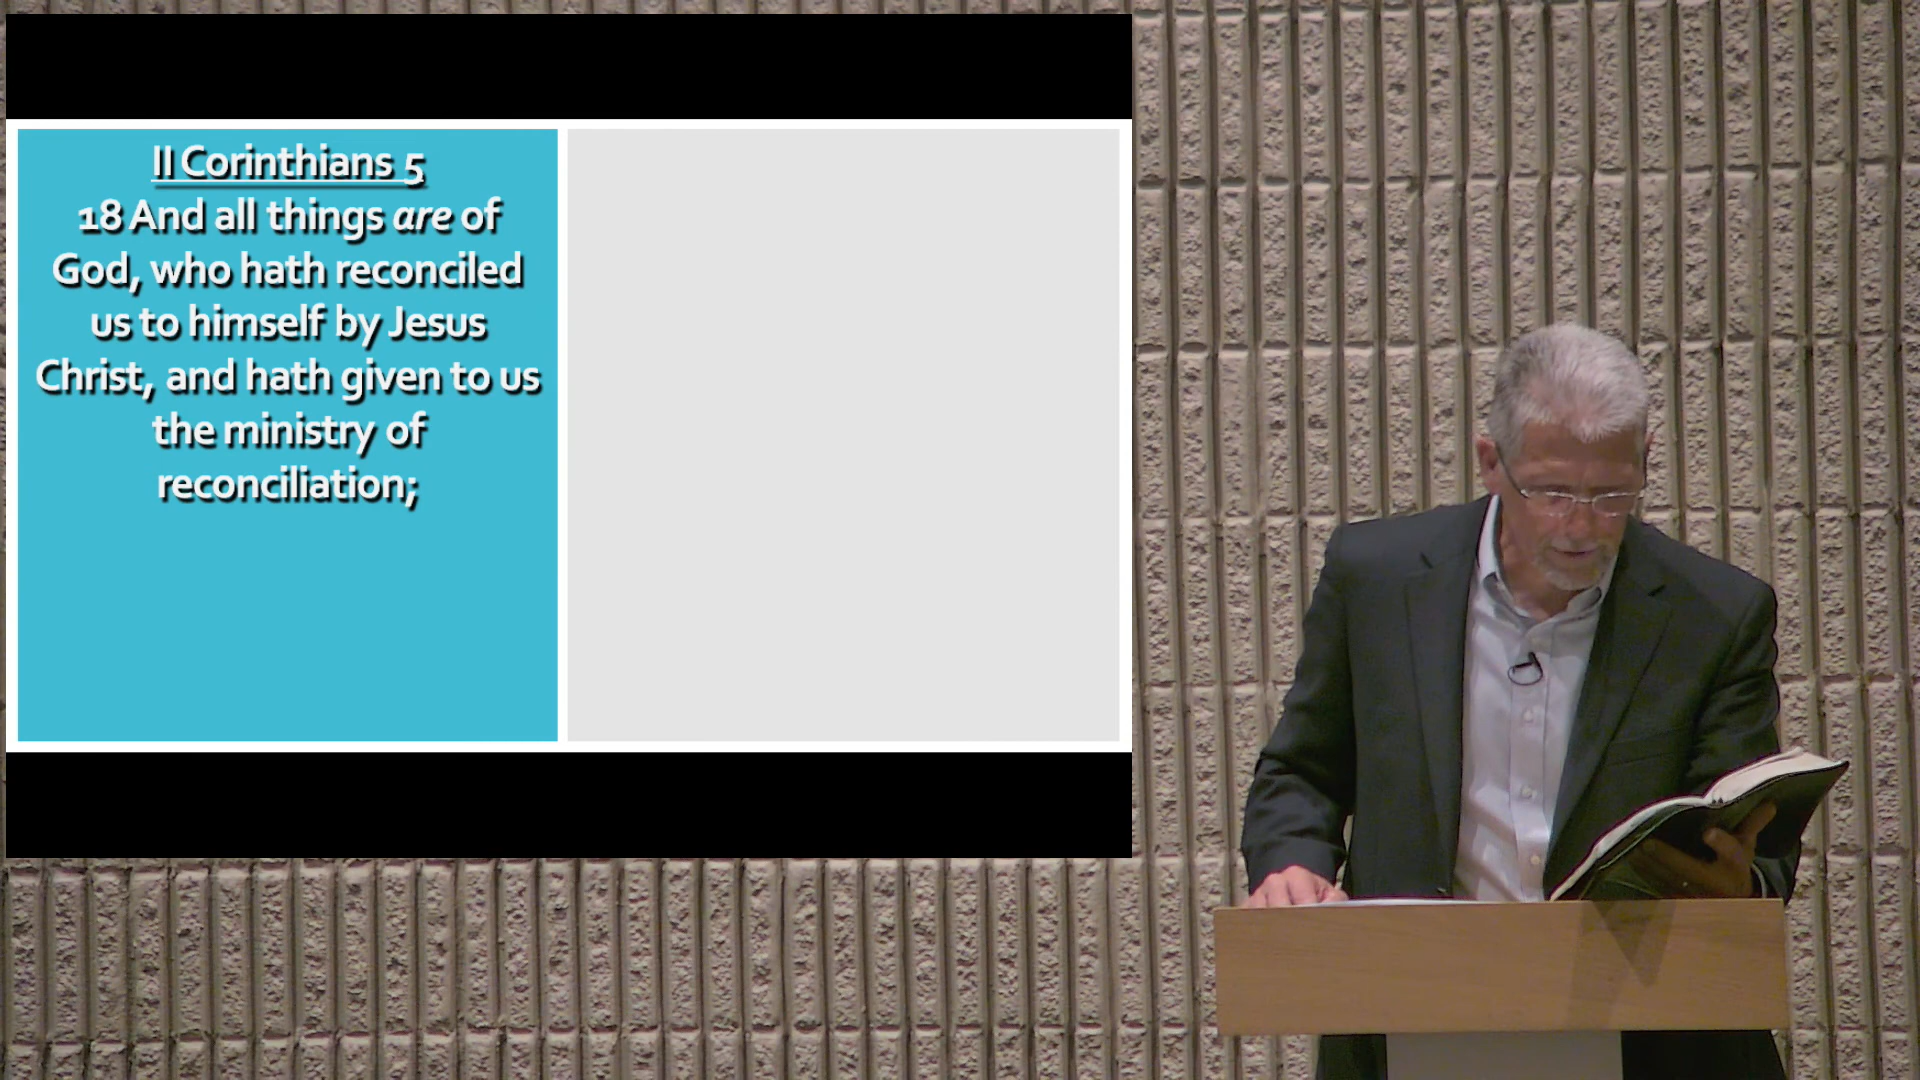 II Corinthians 5
18 And all things are of
God, who hath reconciled
us to himself by Jesus
Christ, and hath given to us
the ministry of
reconciliation;